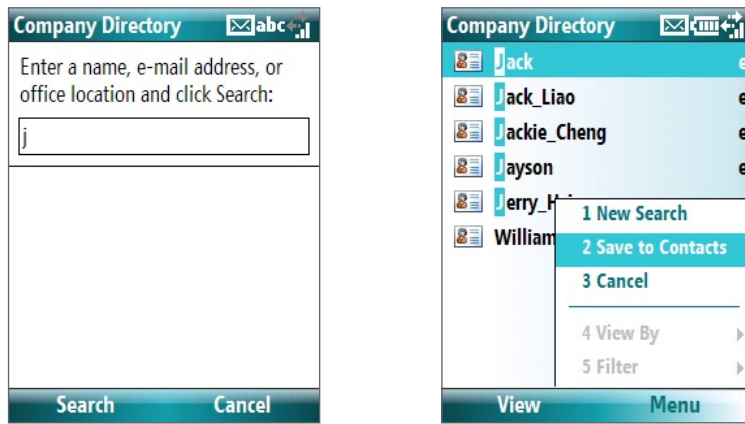 Company Directory abc
Enter a name, e-mail address, or
office location and click Search:
j
Search Cancel
Company Directory
Jack e
Jack_Liao e
Jackie_Cheng e
Jayson e
William
1 New Search
2 Save to Contacts
3 Cancel
4 View By
5 Filter
View Menu